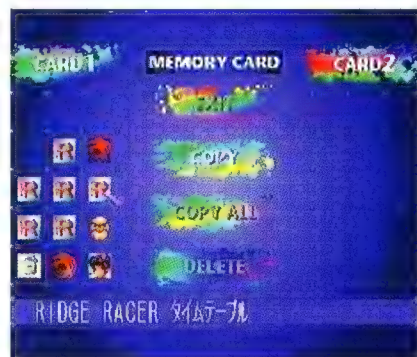 CARD 1 MEMORY CARD CARD 2
EXIT
COPY
COPY ALL
DELETE
RIDGE RACER タイムテーブル